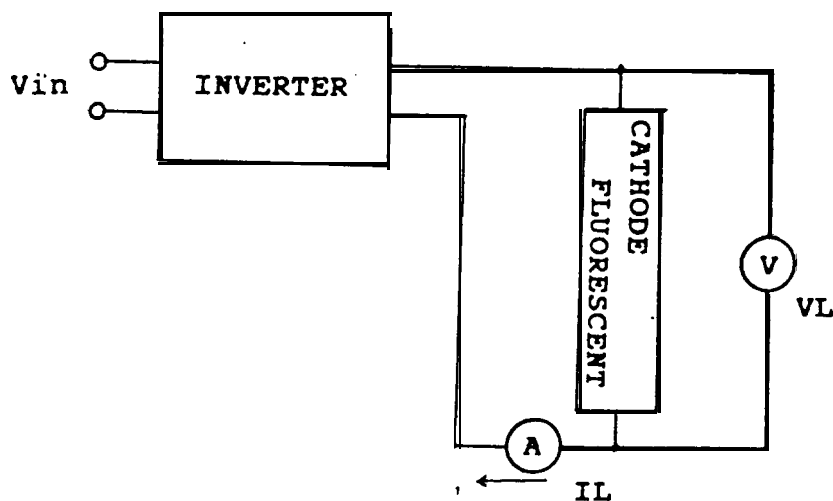 Vin
INVERTER
CATHODE
FLUORESCENT
V
VL
A
IL